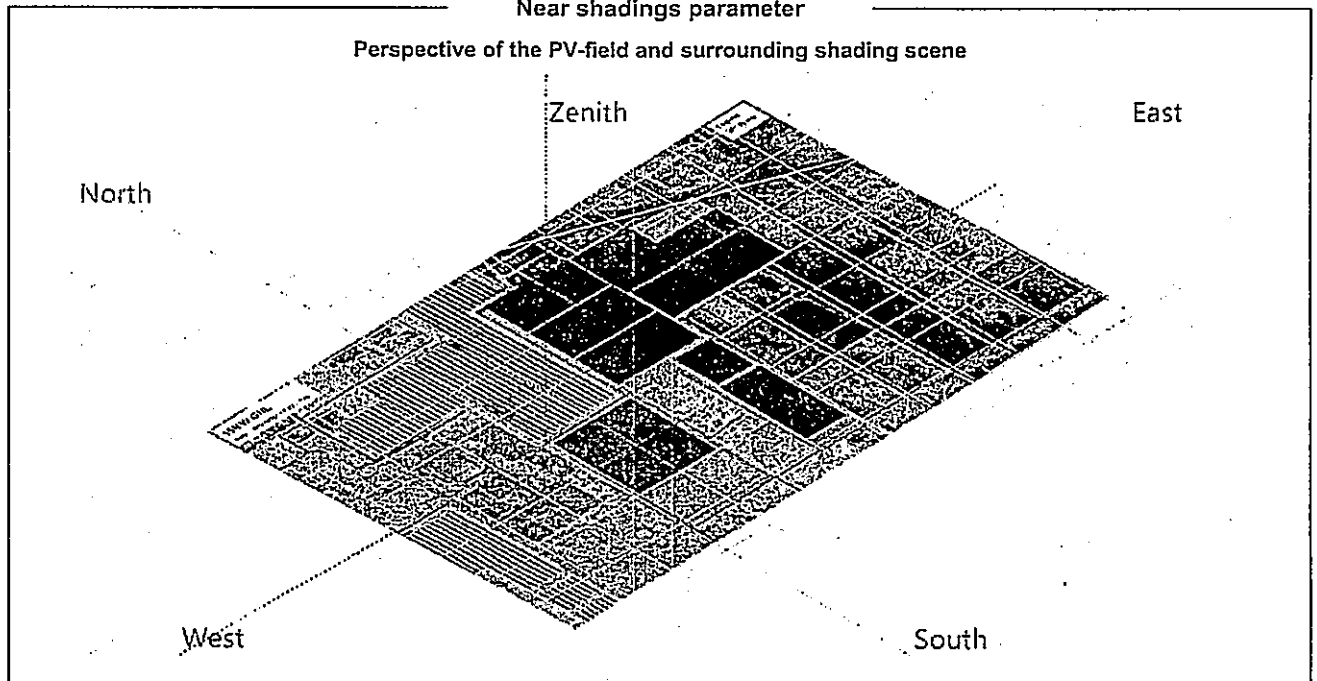 Near shadings parameter
Perspective of the PV-field and surrounding shading scene
Zenith
East
North
West
South